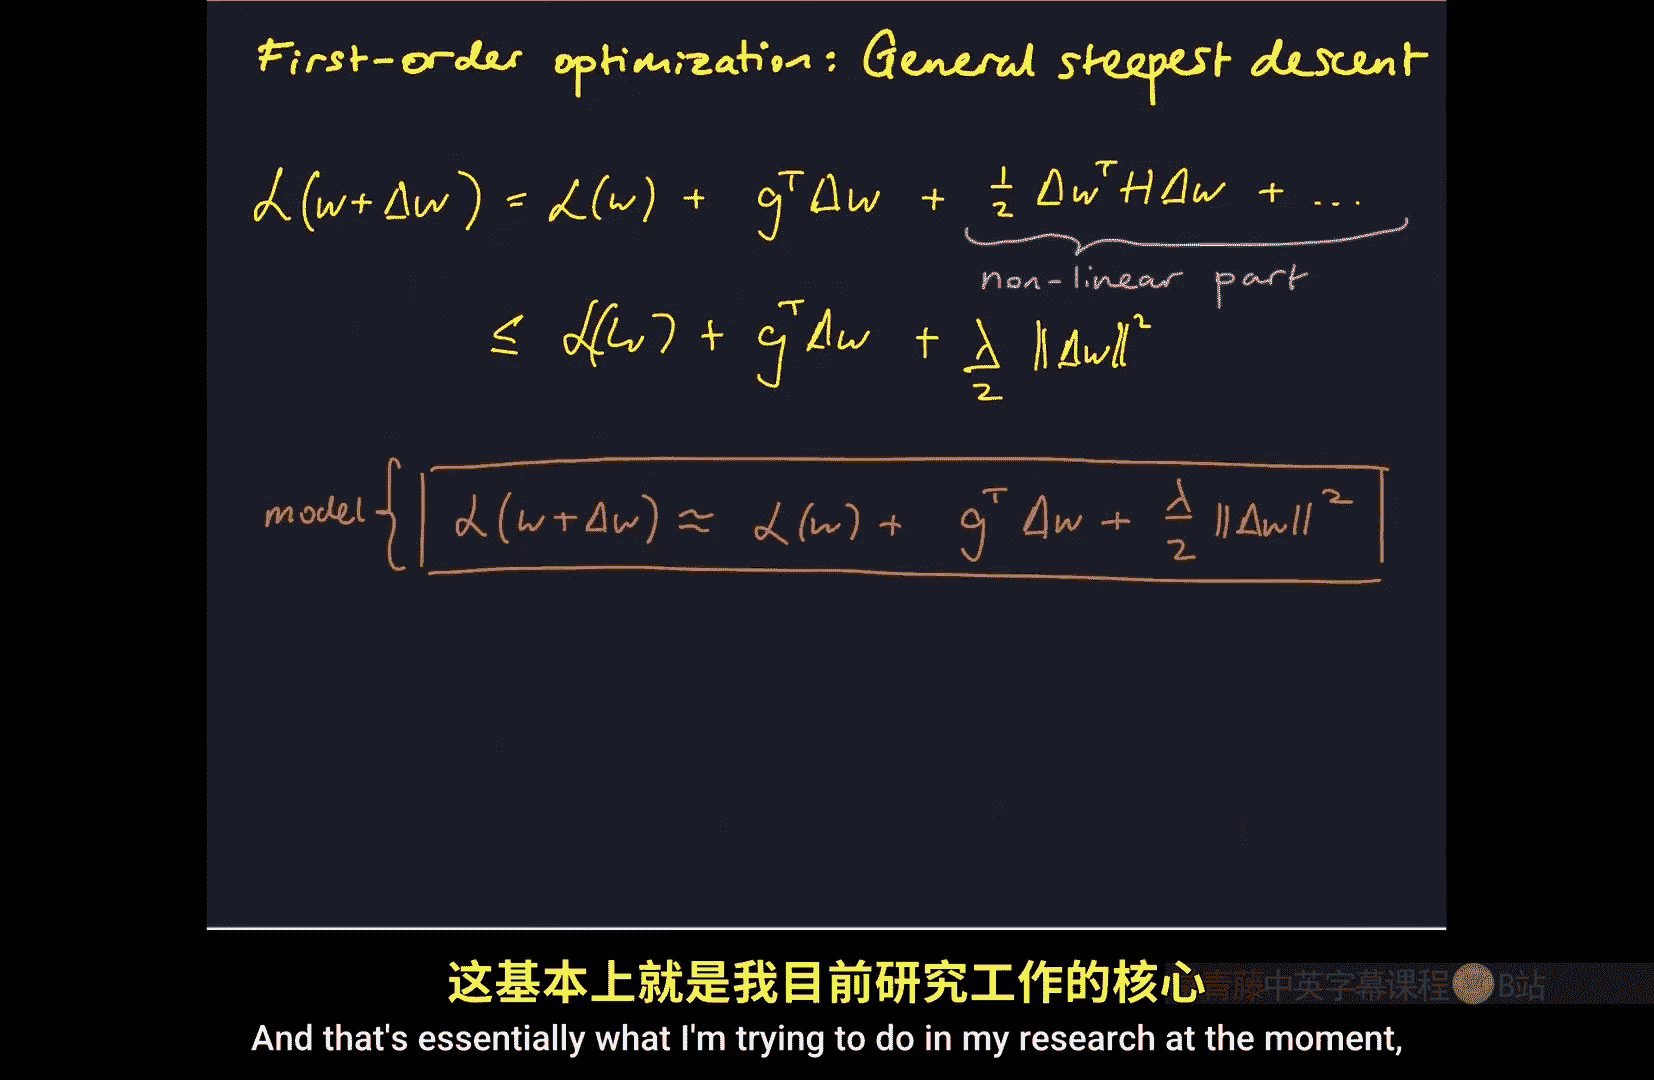 First-order optimization: General steepest descent
ℒ(w+Δw) = ℒ(w) + gᵀΔw + ½ ΔwᵀHΔw + ...
non-linear part
≤ ℒ(w) + gᵀΔw + λ/2 ‖Δw‖²
model { ℒ(w+Δw) ≈ ℒ(w) + gᵀΔw + λ/2 ‖Δw‖²
这基本上就是我目前研究工作的核心
青藤中英字幕课程 B站
And that's essentially what I'm trying to do in my research at the moment,